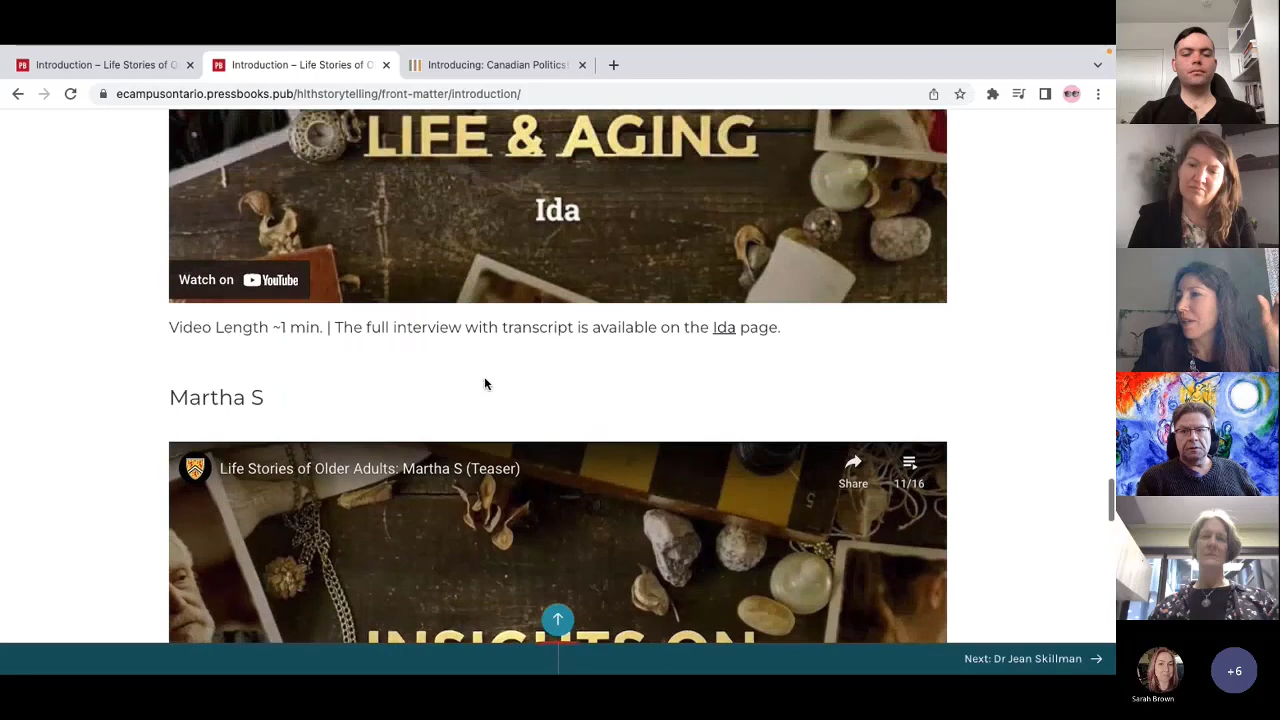 Introduction – Life Stories of O
Introduction – Life Stories of O
Introducing: Canadian Politics
ecampusontario.pressbooks.pub/hlthstorytelling/front-matter/introduction/
LIFE & AGING
Ida
Watch on YouTube
Video Length ~1 min. | The full interview with transcript is available on the Ida page.
Martha S
Life Stories of Older Adults: Martha S (Teaser)
Share
11/16
INSIGHTS ON
Next: Dr Jean Skillman
Sarah Brown
+6